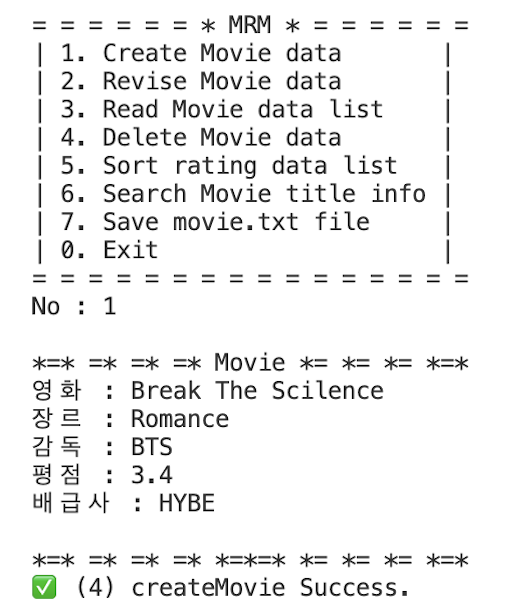 = = = = = = * MRM * = = = = = =
| 1. Create Movie data |
| 2. Revise Movie data |
| 3. Read Movie data list |
| 4. Delete Movie data |
| 5. Sort rating data list |
| 6. Search Movie title info |
| 7. Save movie.txt file |
| 0. Exit |
= = = = = = = = = = = = = = = =
No : 1
*=* =* =* =* Movie *= *= *= *=*
영화 : Break The Scilence
장르 : Romance
감독 : BTS
평점 : 3.4
배급사 : HYBE
*=* =* =* =* *=*=* *= *= *= *=*
✅ (4) createMovie Success.